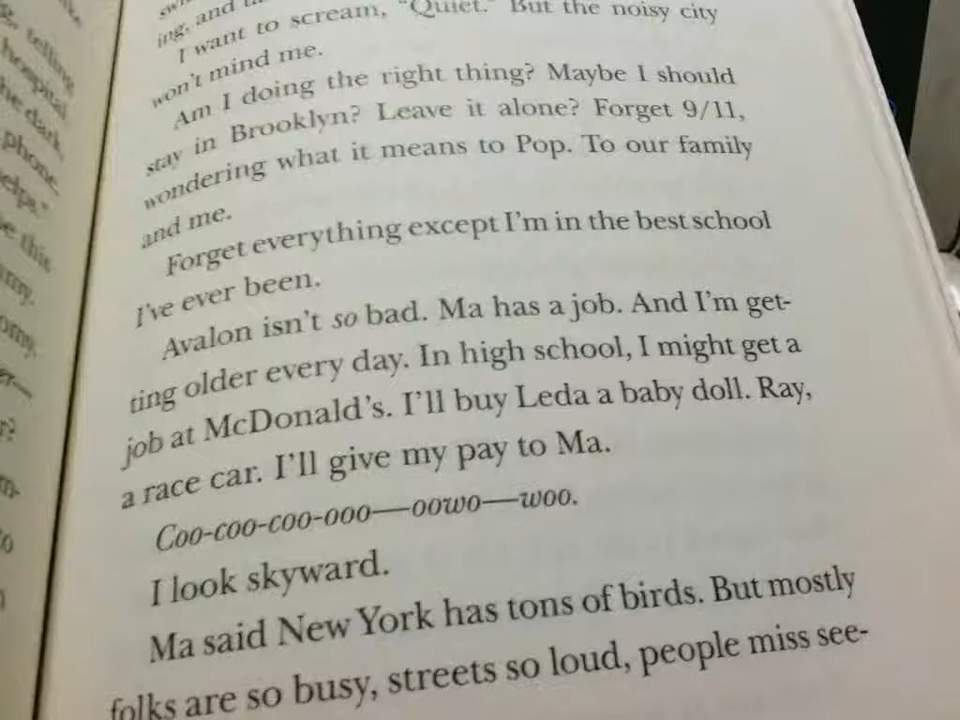 ing, and
I want to scream, "Quiet." But the noisy city
won't mind me.
Am I doing the right thing? Maybe I should
stay in Brooklyn? Leave it alone? Forget 9/11,
wondering what it means to Pop. To our family
and me.
Forget everything except I'm in the best school
I've ever been.
Avalon isn't so bad. Ma has a job. And I'm get-
ting older every day. In high school, I might get a
job at McDonald's. I'll buy Leda a baby doll. Ray,
a race car. I'll give my pay to Ma.
Coo-coo-coo-ooo—oowo—woo.
I look skyward.
Ma said New York has tons of birds. But mostly
folks are so busy, streets so loud, people miss see-
telling
hospital
dark,
phone
this